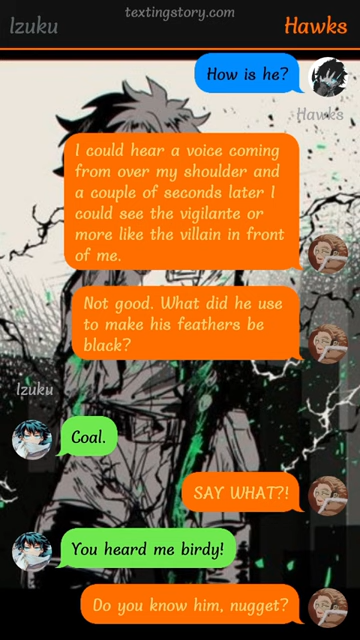 textingstory.com
Izuku
Hawks
How is he?
Hawks
I could hear a voice coming
from over my shoulder and
a couple of seconds later I
could see the vigilante or
more like the villain in front
of me.
Not good. What did he use
to make his feathers be
black?
Izuku
Coal.
SAY WHAT?!
You heard me birdy!
Do you know him, nugget?